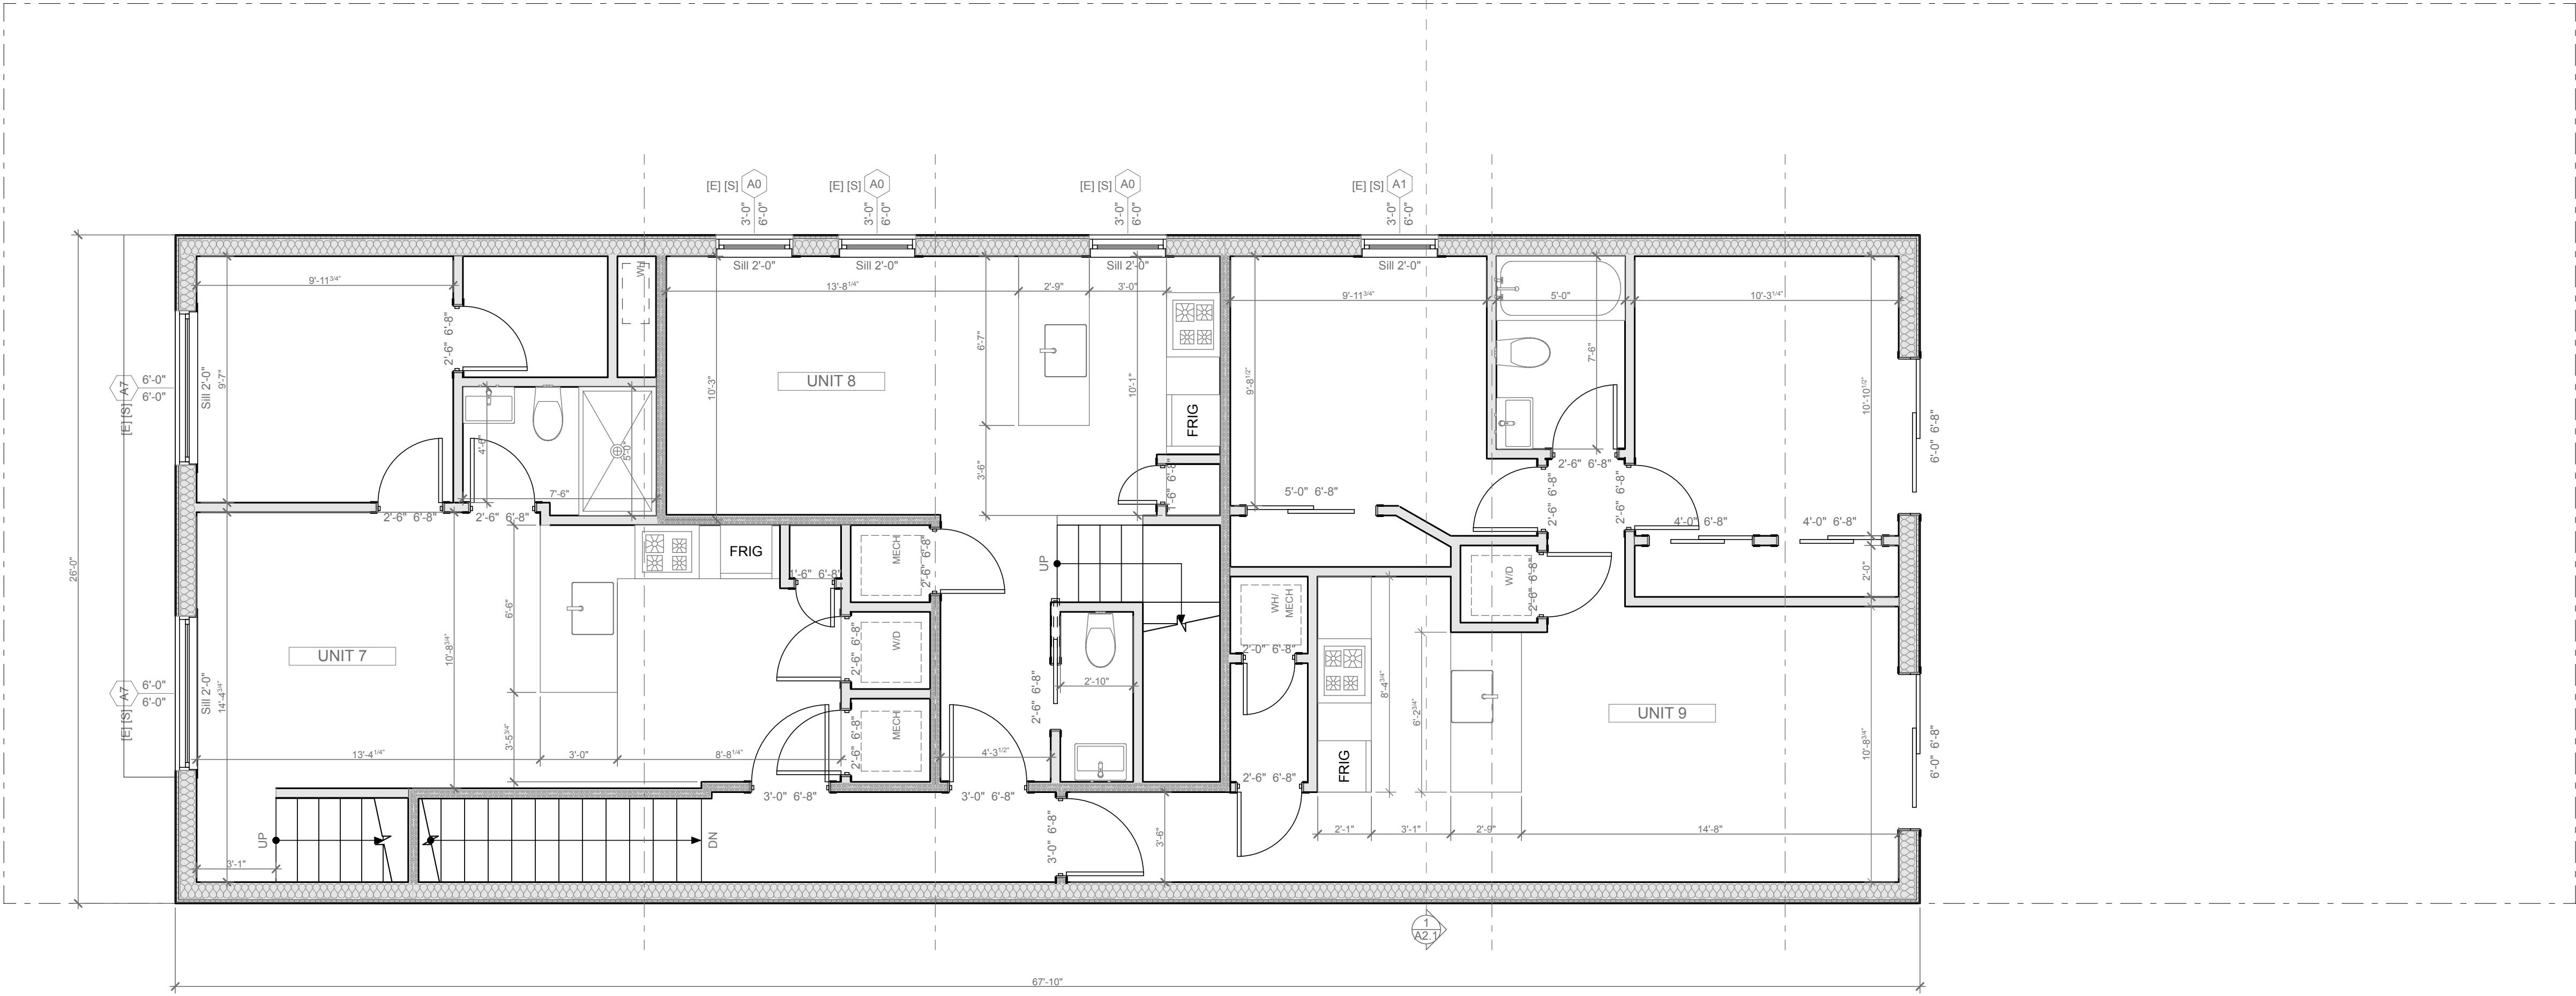 [E] [S] A0
3'-0"
6'-0"
[E] [S] A0
3'-0"
6'-0"
[E] [S] A0
3'-0"
6'-0"
[E] [S] A1
3'-0"
6'-0"
Sill 2'-0"
Sill 2'-0"
Sill 2'-0"
Sill 2'-0"
WH
9'-11 3/4"
13'-8 1/4"
2'-9"
3'-0"
9'-11 3/4"
5'-0"
10'-3 1/4"
2'-6" 6'-8"
6'-7"
7'-6"
[E] [S] A7
6'-0"
6'-0"
Sill 2'-0"
9'-7"
UNIT 8
10'-3"
10'-1"
9'-8 1/2"
10'-10 1/2"
FRIG
6'-0" 6'-8"
4'-6"
5'-0"
7'-6"
3'-6"
1'-6" 6'-8"
5'-0" 6'-8"
2'-6" 6'-8"
2'-6" 6'-8"
2'-6" 6'-8"
2'-6" 6'-8"
2'-6" 6'-8"
4'-0" 6'-8"
4'-0" 6'-8"
FRIG
MECH
2'-6" 6'-8"
UP
1'-6" 6'-8"
W/D
2'-6" 6'-8"
2'-0"
26'-0"
6'-6"
WH/
MECH
UNIT 7
10'-8 3/4"
W/D
2'-6" 6'-8"
2'-0" 6'-8"
2'-10"
8'-4 3/4"
6'-2 3/4"
[E] [S] A7
6'-0"
6'-0"
Sill 2'-0"
14'-4 3/4"
2'-6" 6'-8"
UNIT 9
MECH
2'-6" 6'-8"
3'-5 3/4"
13'-4 1/4"
3'-0"
8'-8 1/4"
4'-3 1/2"
FRIG
10'-8 3/4"
6'-0" 6'-8"
2'-6" 6'-8"
3'-0" 6'-8"
3'-0" 6'-8"
2'-1"
3'-1"
2'-9"
14'-8"
UP
DN
3'-0" 6'-8"
3'-6"
3'-1"
1
A2.1
67'-10"